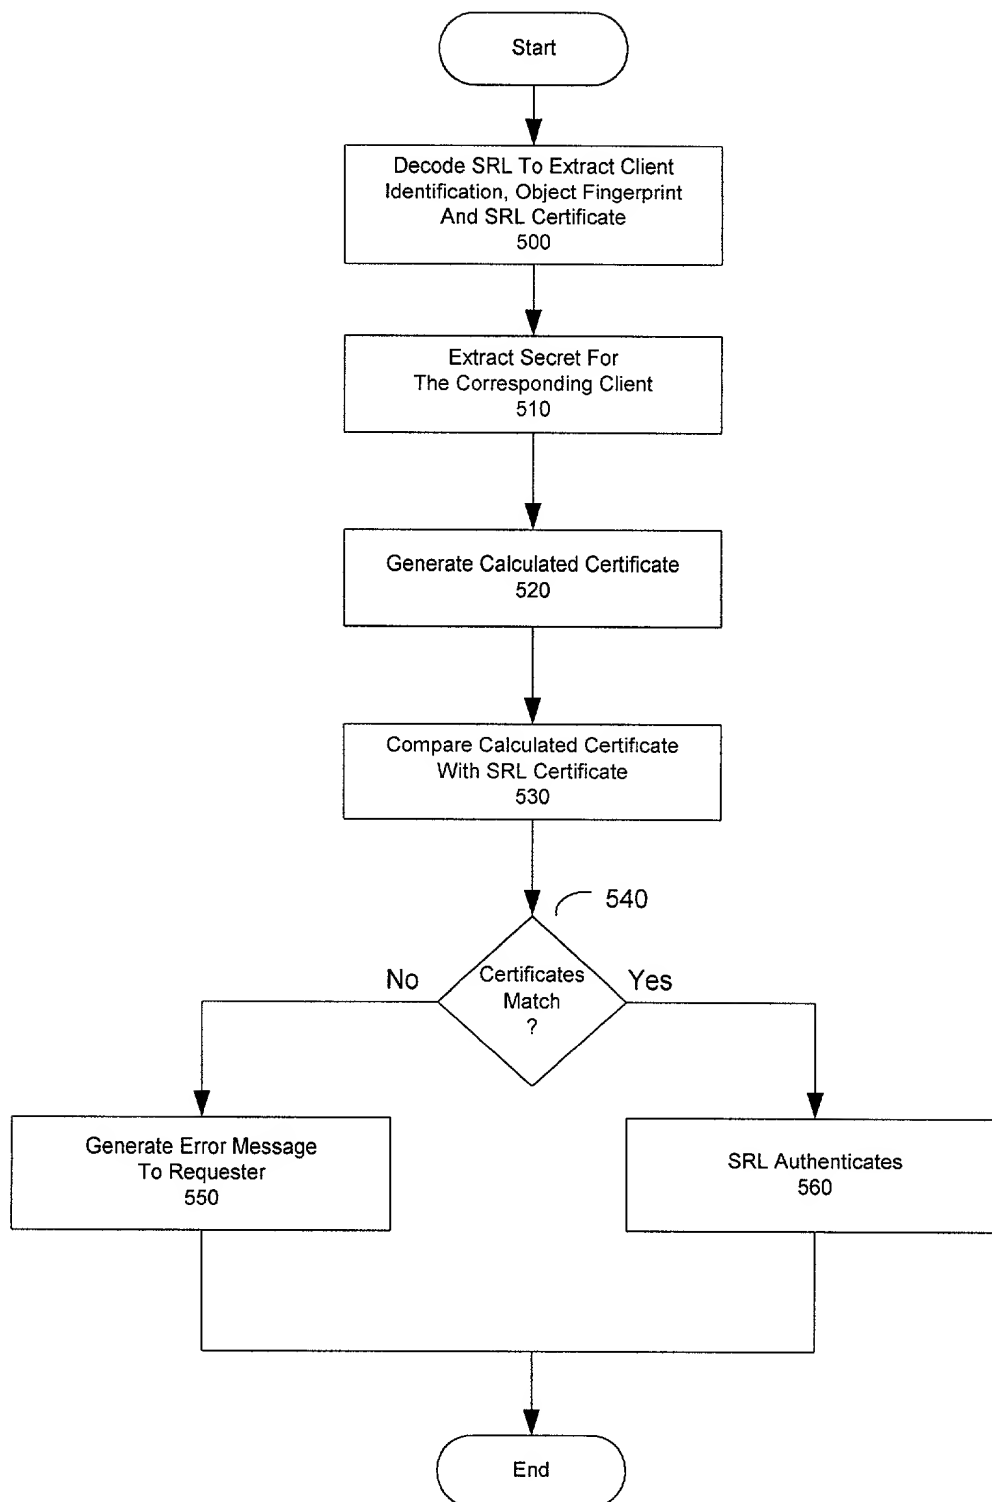 Start
Decode SRL To Extract Client
Identification, Object Fingerprint
And SRL Certificate
500
Extract Secret For
The Corresponding Client
510
Generate Calculated Certificate
520
Compare Calculated Certificate
With SRL Certificate
530
540
No
Certificates
Match
?
Yes
Generate Error Message
To Requester
550
SRL Authenticates
560
End